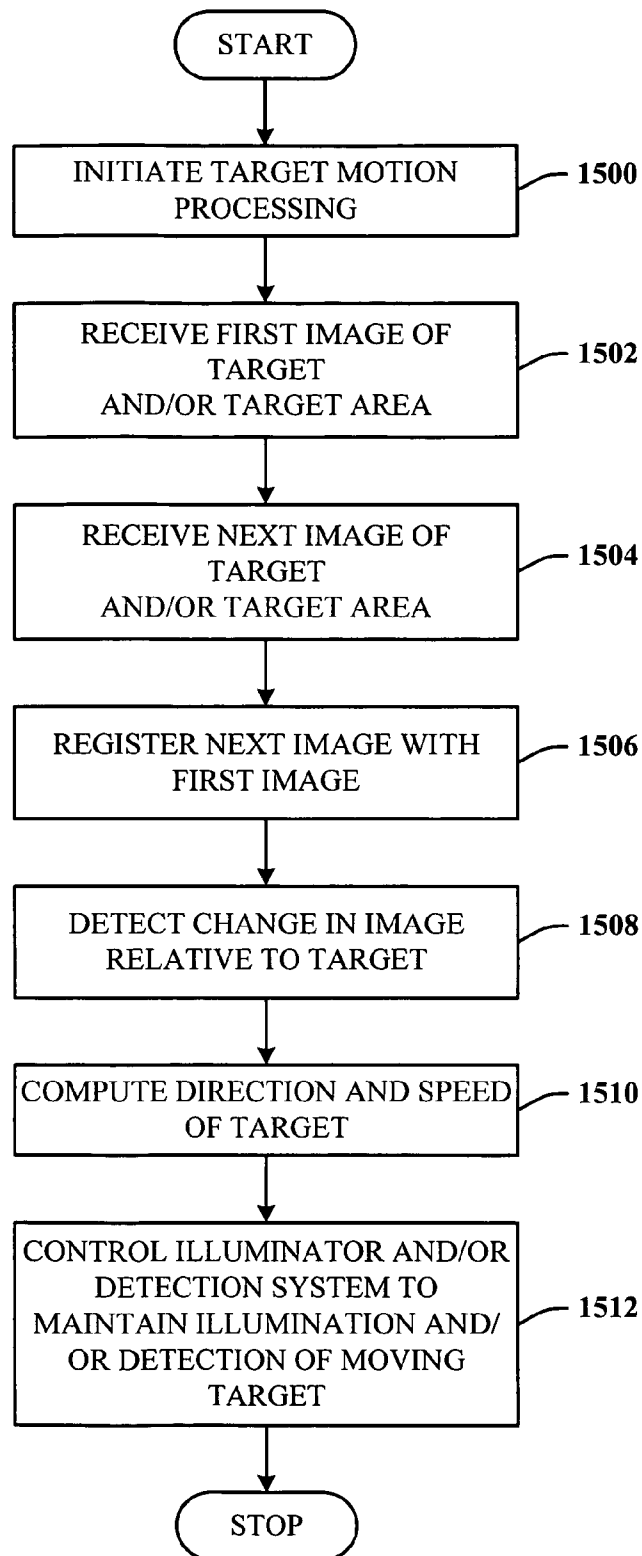 START
INITIATE TARGET MOTION
PROCESSING
1500
RECEIVE FIRST IMAGE OF
TARGET
AND/OR TARGET AREA
1502
RECEIVE NEXT IMAGE OF
TARGET
AND/OR TARGET AREA
1504
REGISTER NEXT IMAGE WITH
FIRST IMAGE
1506
DETECT CHANGE IN IMAGE
RELATIVE TO TARGET
1508
COMPUTE DIRECTION AND SPEED
OF TARGET
1510
CONTROL ILLUMINATOR AND/OR
DETECTION SYSTEM TO
MAINTAIN ILLUMINATION AND/
OR DETECTION OF MOVING
TARGET
1512
STOP